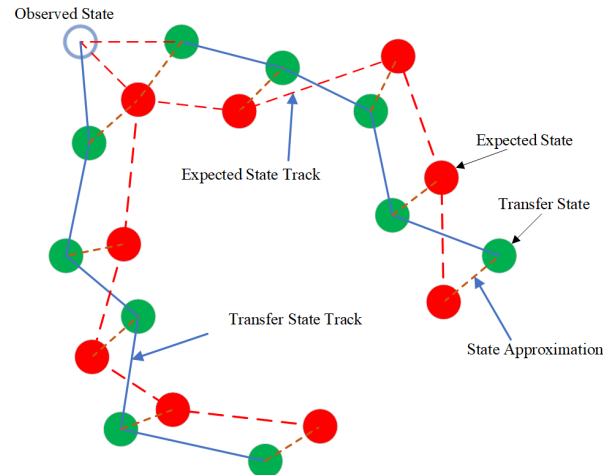 Observed State
Expected State
Expected State Track
Transfer State
Transfer State Track
State Approximation